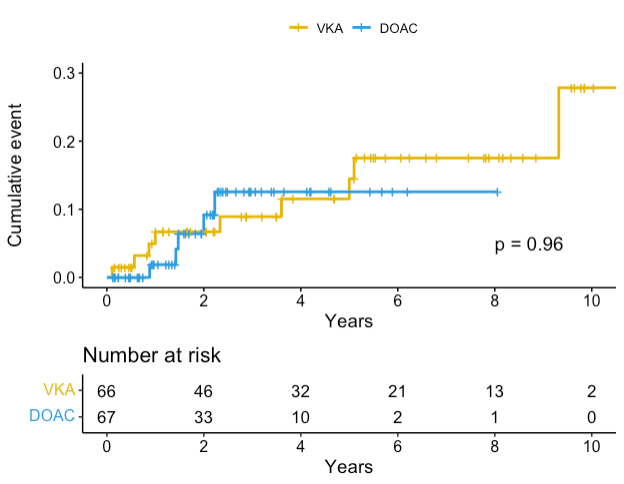 VKA DOAC
Cumulative event
0.3
0.2
0.1
0.0
p = 0.96
0 2 4 6 8 10
Years
Number at risk
VKA 66 46 32 21 13 2
DOAC 67 33 10 2 1 0
0 2 4 6 8 10
Years